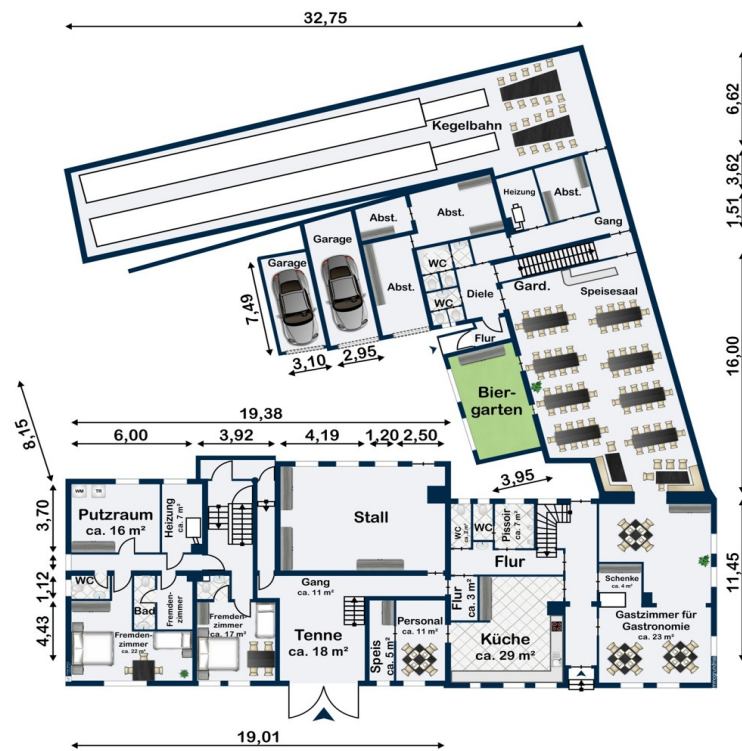 32,75
6,62
Kegelbahn
3,62
Heizung
Abst.
1,51
Abst.
Abst.
Gang
Garage
Garage
WC
Abst.
Diele
Gard.
Speisesaal
7,49
WC
16,00
Flur
3,10
2,95
Bier-
garten
8,15
19,38
6,00
3,92
4,19
1,20
2,50
3,95
3,70
WM
TR
Putzraum
ca. 16 m²
Heizung
ca. 7 m²
Stall
WC
ca. 2 m²
WC
Pissoir
ca. 7 m²
11,45
Flur
1,12
WC
Gang
ca. 11 m²
Schenke
ca. 4 m²
Bad
Fremden-
zimmer
Flur
ca. 3 m²
4,43
Fremden-
zimmer
ca. 22 m²
Fremden-
zimmer
ca. 17 m²
Tenne
ca. 18 m²
Speis
ca. 5 m²
Personal
ca. 11 m²
Küche
ca. 29 m²
Gastzimmer für
Gastronomie
ca. 23 m²
19,01